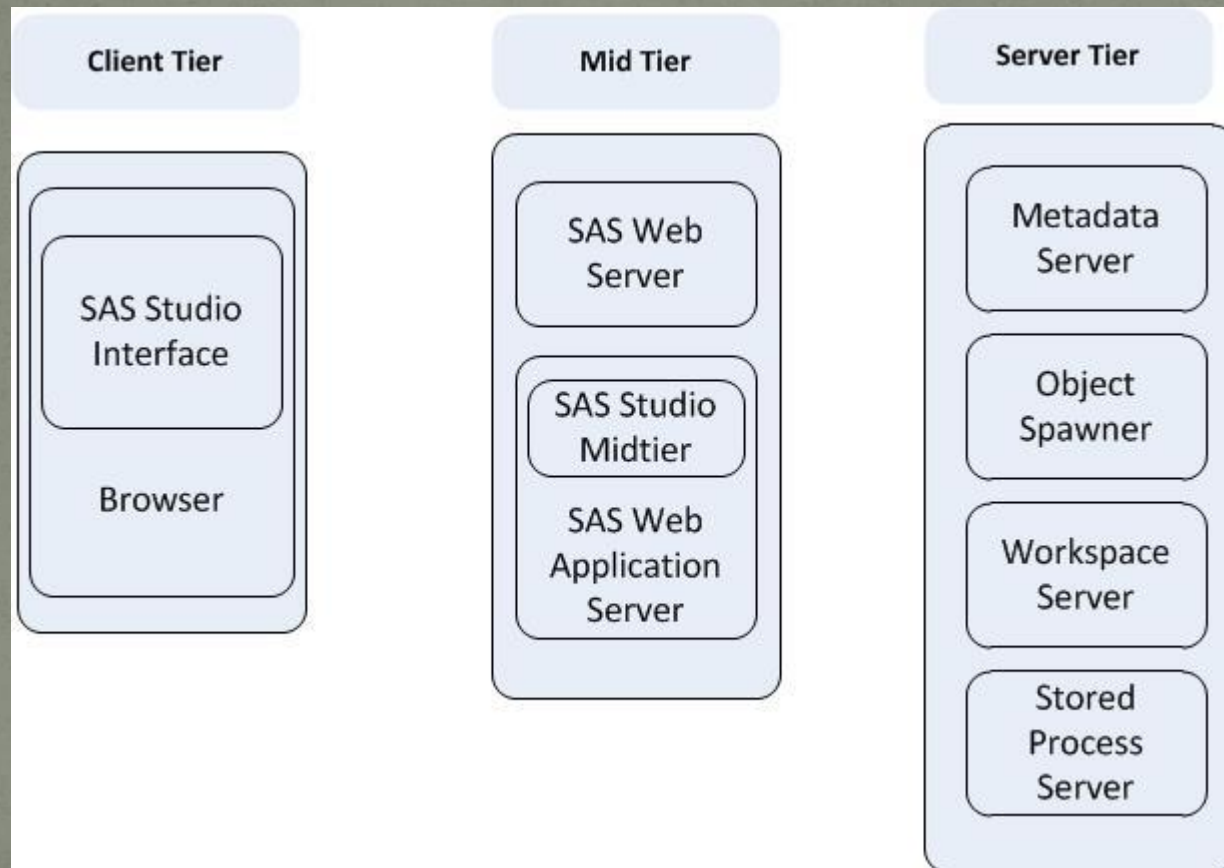 Client Tier
SAS Studio
Interface
Browser
Mid Tier
SAS Web
Server
SAS Studio
Midtier
SAS Web
Application
Server
Server Tier
Metadata
Server
Object
Spawner
Workspace
Server
Stored
Process
Server